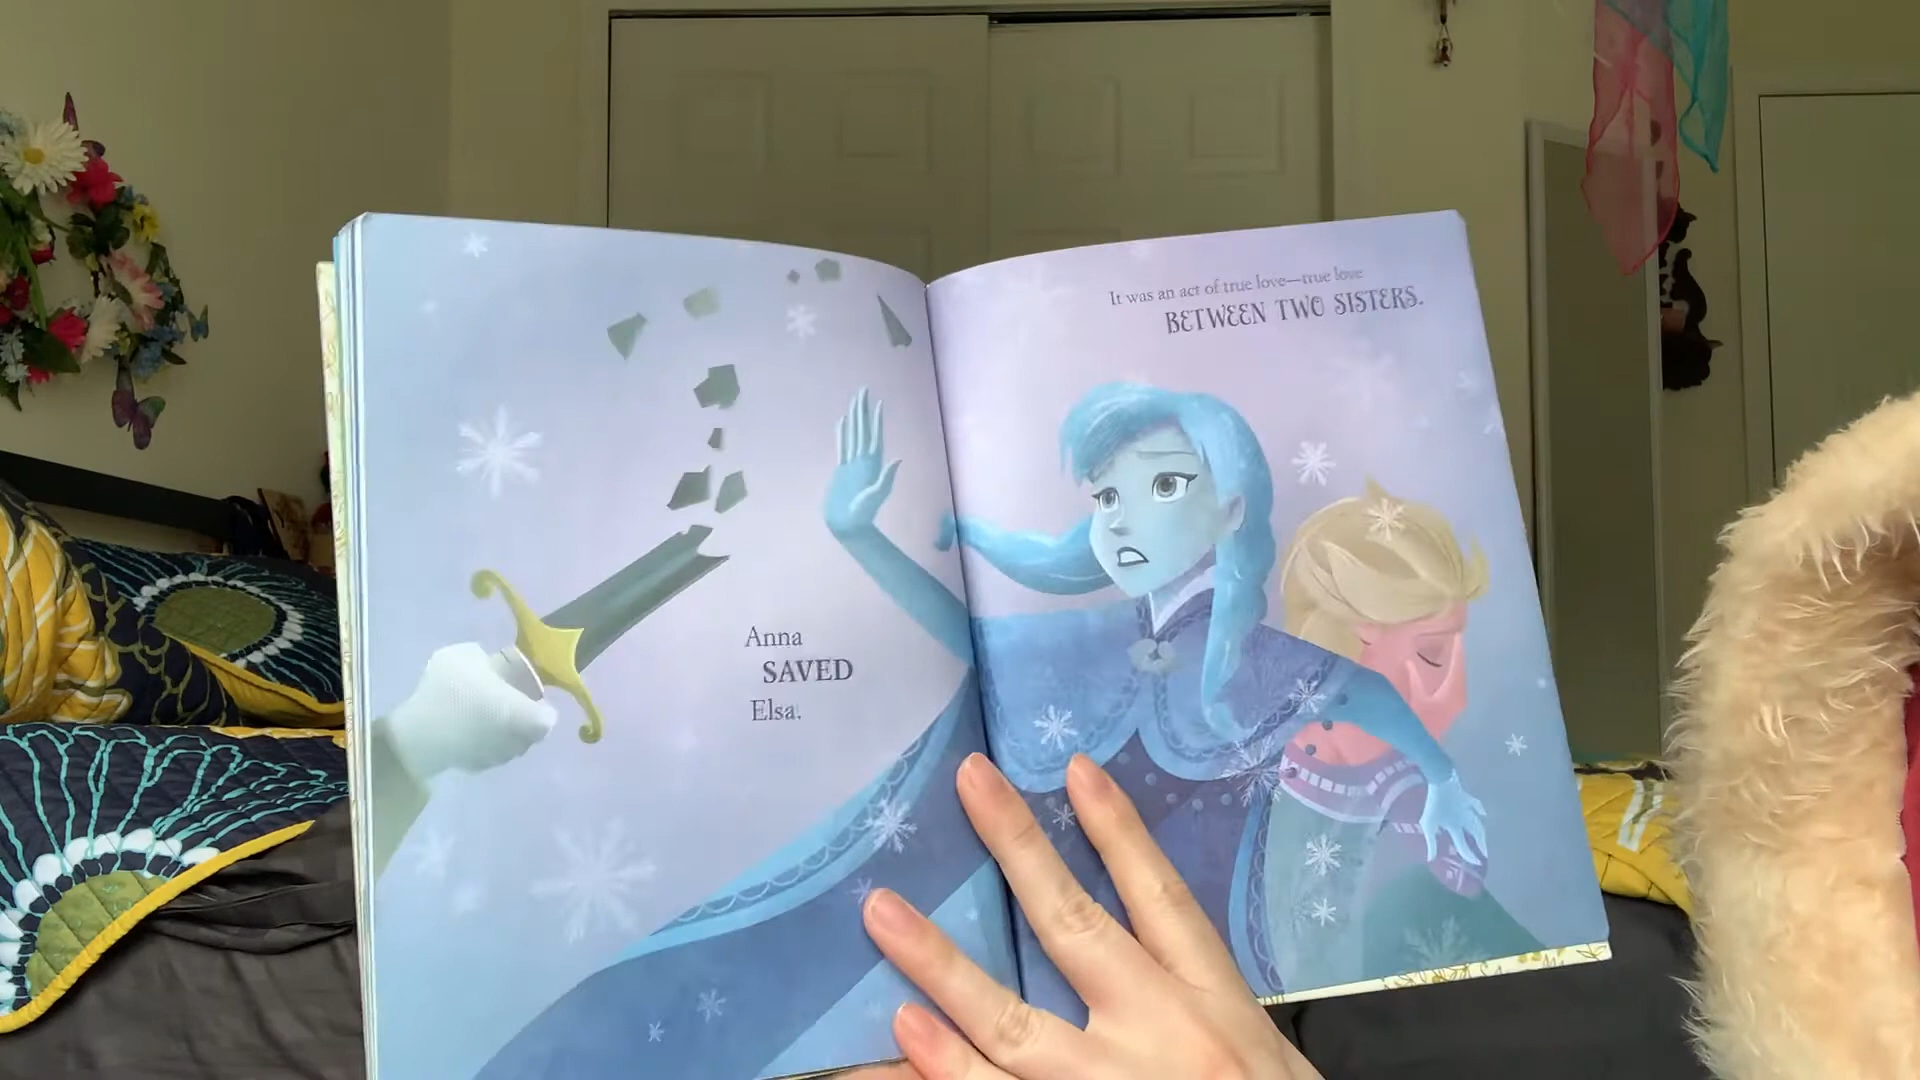 Anna
SAVED
Elsa.
It was an act of true love—true love
BETWEEN TWO SISTERS.